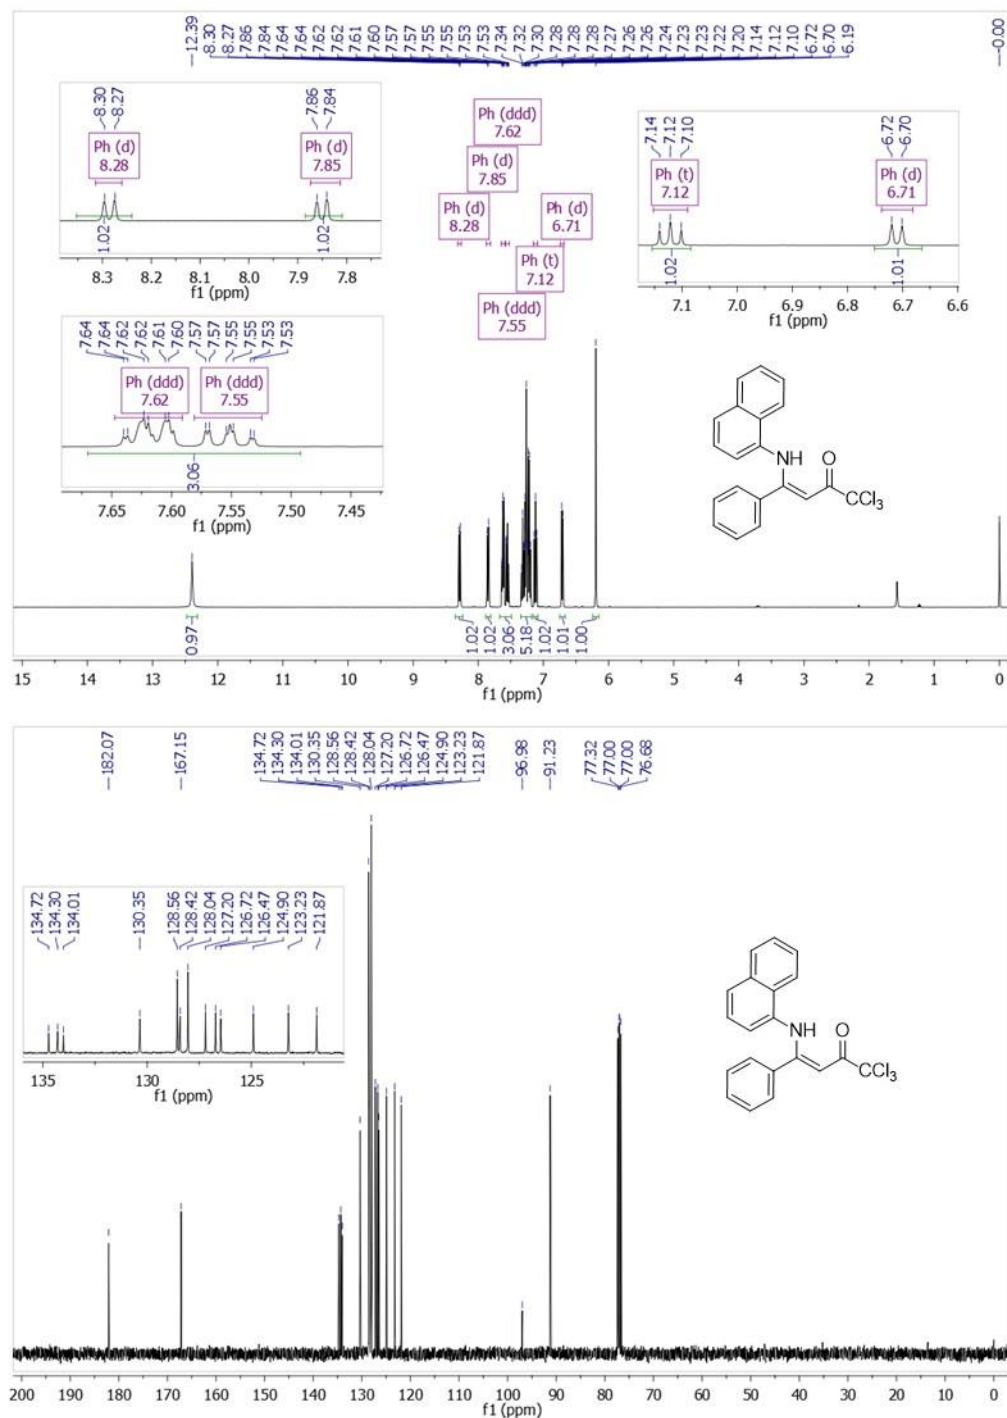 12.39 8.30 8.27 7.86 7.84 7.64 7.64 7.62 7.62 7.61 7.60 7.57 7.57 7.55 7.55 7.53 7.53 7.34 7.32 7.30 7.28 7.28 7.28 7.27 7.26 7.26 7.24 7.23 7.23 7.22 7.20 7.14 7.12 7.10 6.72 6.70 6.19 -0.00
8.30 8.27 7.86 7.84
Ph (d) 8.28
Ph (d) 7.85
1.02 1.02
8.3 8.2 8.1 8.0 7.9 7.8
f1 (ppm)
Ph (ddd)
7.62
Ph (d)
7.85
Ph (d)
8.28
Ph (d)
6.71
Ph (t)
7.12
Ph (ddd)
7.55
7.14 7.12 7.10 6.72 6.70
Ph (t) 7.12
Ph (d) 6.71
1.02 1.01
7.1 7.0 6.9 6.8 6.7 6.6
f1 (ppm)
7.64 7.64 7.62 7.62 7.61 7.60 7.57 7.57 7.55 7.55 7.53 7.53
Ph (ddd) 7.62
Ph (ddd) 7.55
3.06
7.65 7.60 7.55 7.50 7.45
f1 (ppm)
NH O
CCl3
0.97 1.02 1.02 3.06 5.18 1.02 1.01 1.00
15 14 13 12 11 10 9 8 7 6 5 4 3 2 1 0
f1 (ppm)
182.07 167.15 134.72 134.30 134.01 130.35 128.56 128.42 128.04 127.20 126.72 126.47 124.90 123.23 121.87 96.98 91.23 77.32 77.00 77.00 76.68
134.72 134.30 134.01 130.35 128.56 128.42 128.04 127.20 126.72 126.47 124.90 123.23 121.87
135 130 125
f1 (ppm)
NH O
CCl3
200 190 180 170 160 150 140 130 120 110 100 90 80 70 60 50 40 30 20 10 0
f1 (ppm)